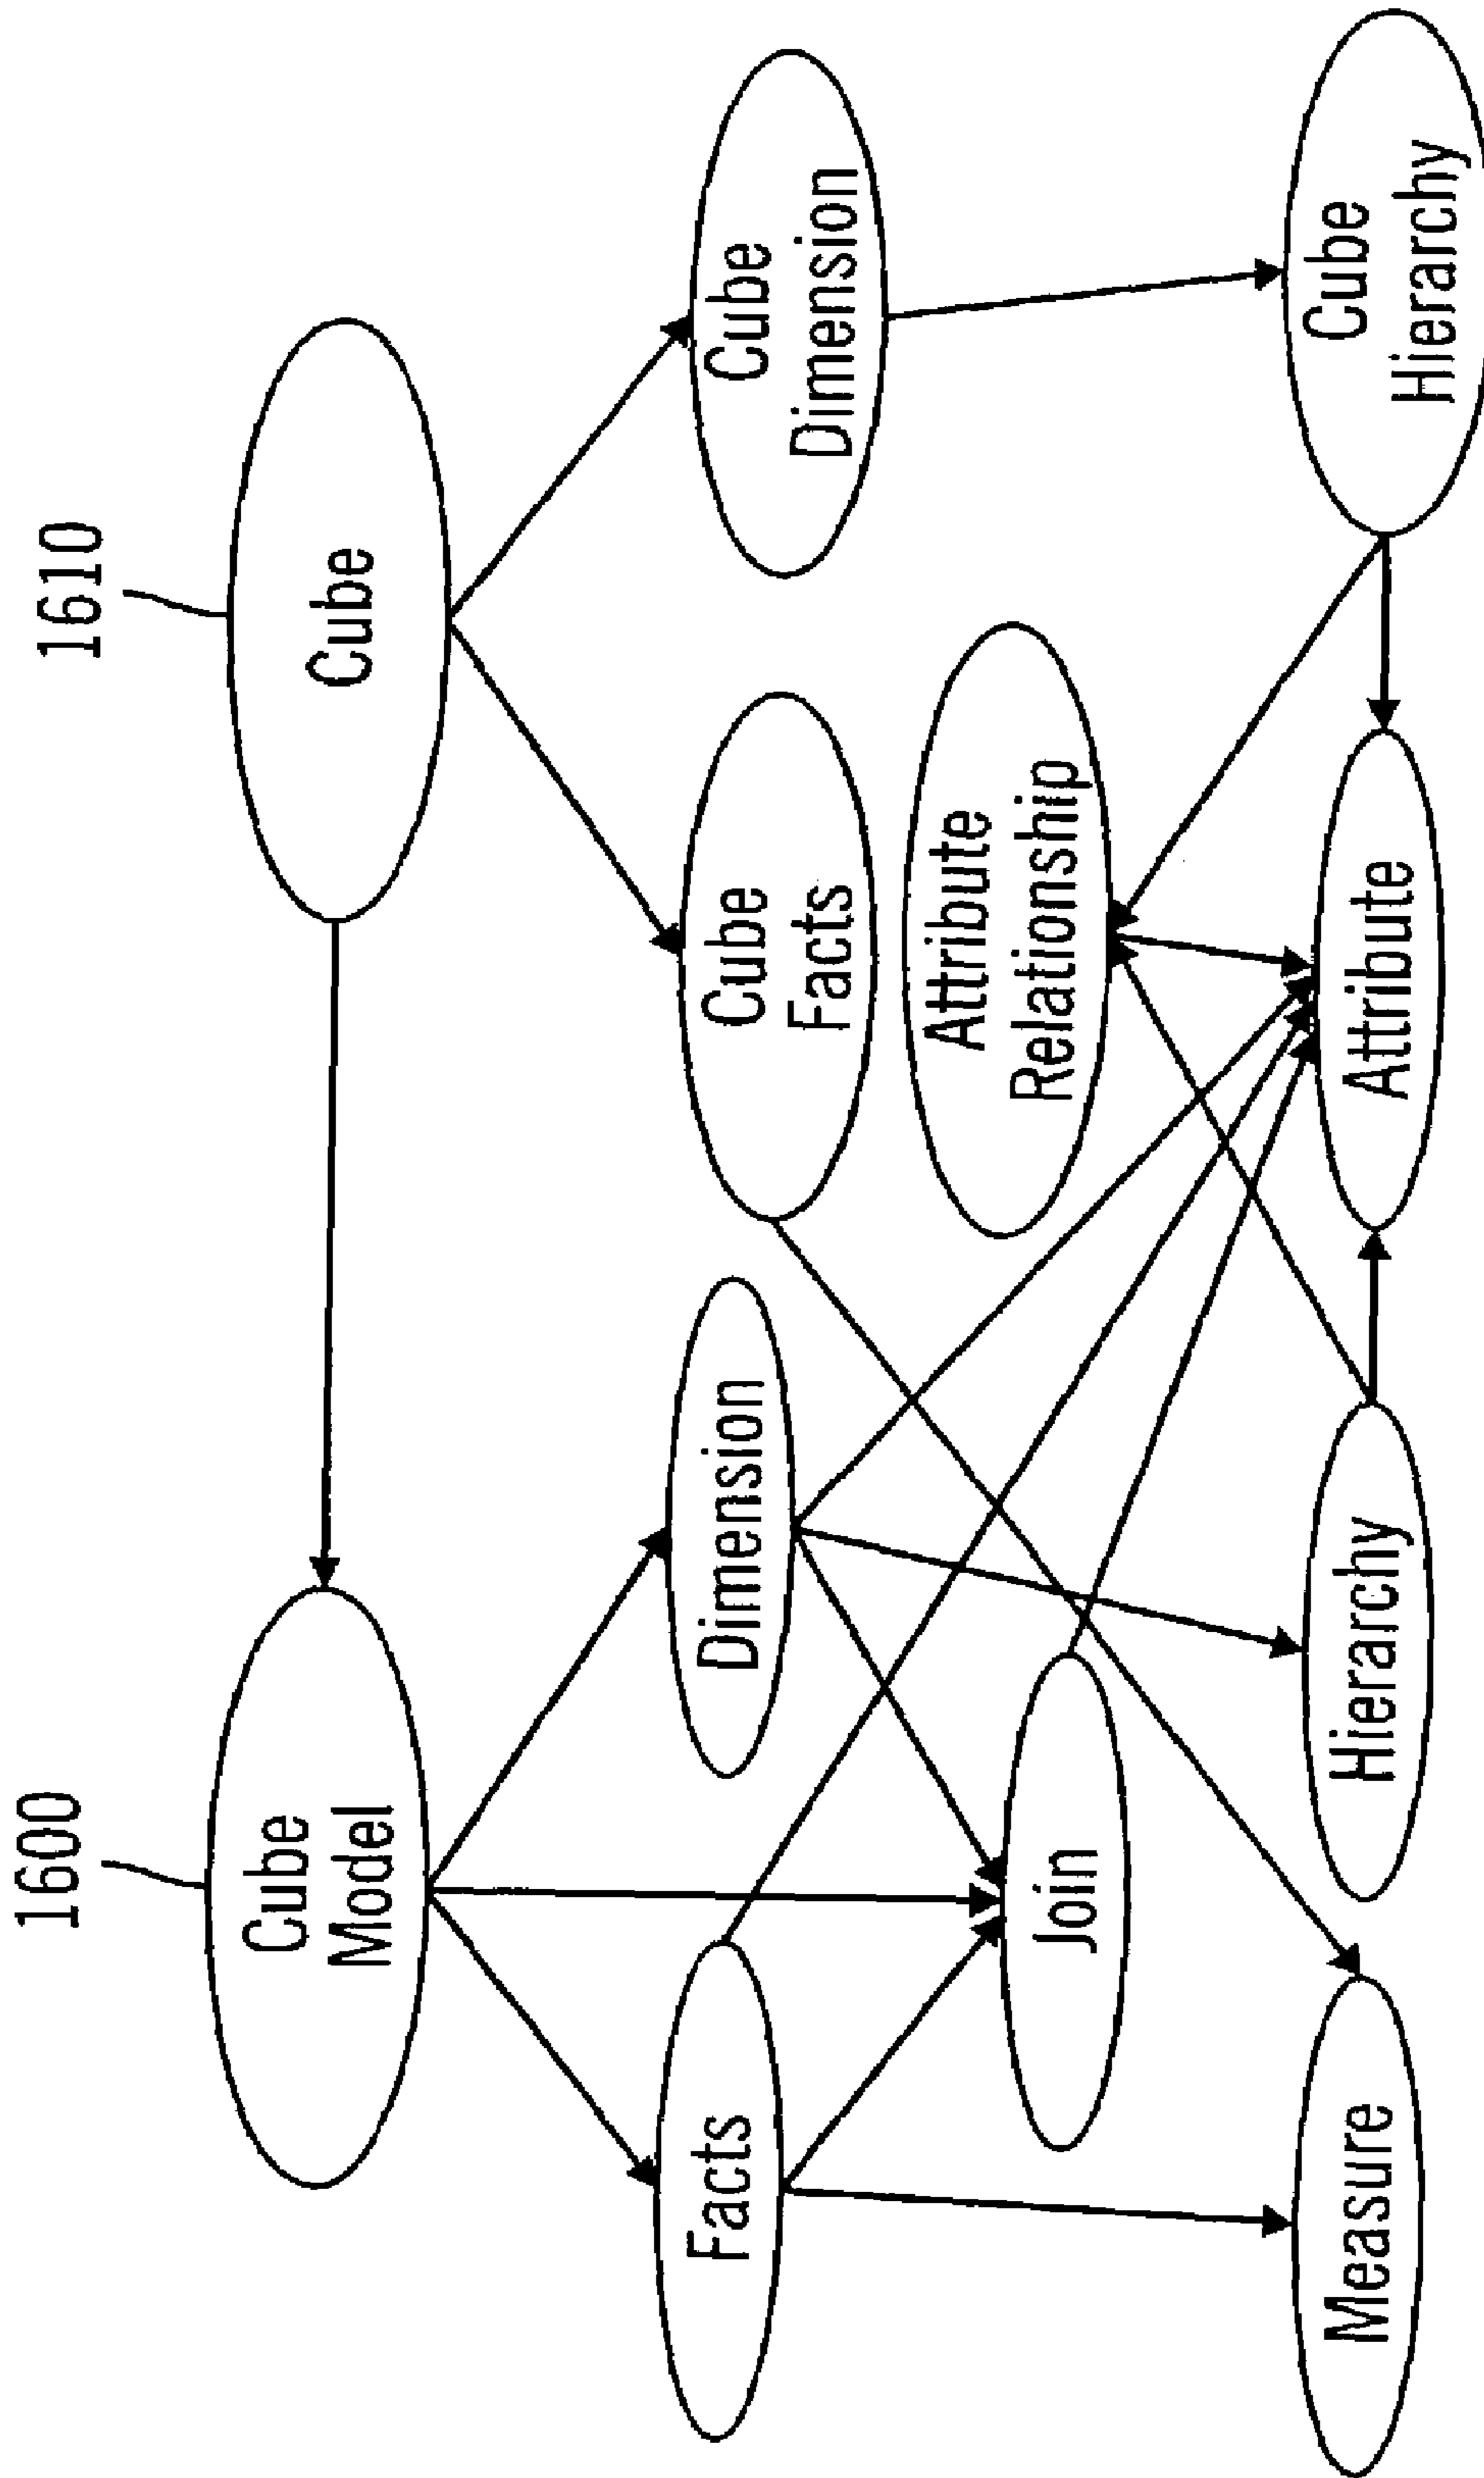 1600
1610
Cube
Model
Cube
Facts
Dimension
Cube
Facts
Cube
Dimension
Join
Attribute
Relationship
Measure
Hierarchy
Attribute
Cube
Hierarchy